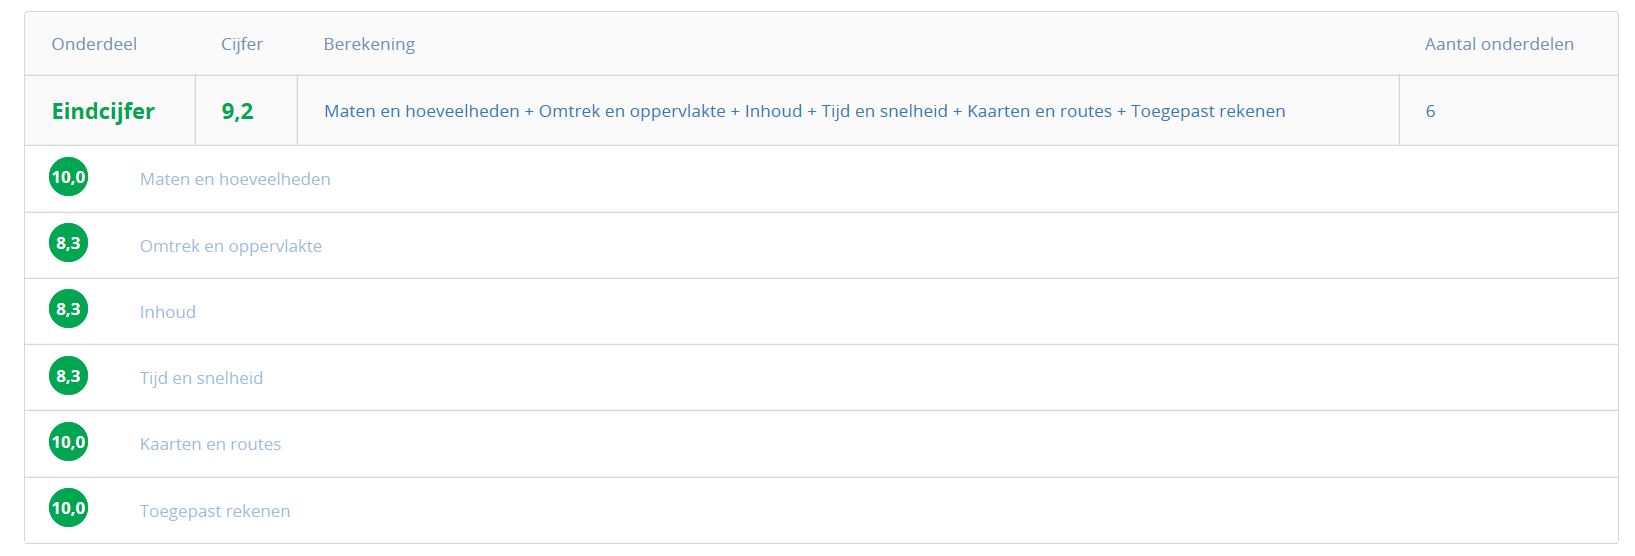 Onderdeel Cijfer Berekening Aantal onderdelen
Eindcijfer 9,2 Maten en hoeveelheden + Omtrek en oppervlakte + Inhoud + Tijd en snelheid + Kaarten en routes + Toegepast rekenen 6
10,0 Maten en hoeveelheden
8,3 Omtrek en oppervlakte
8,3 Inhoud
8,3 Tijd en snelheid
10,0 Kaarten en routes
10,0 Toegepast rekenen